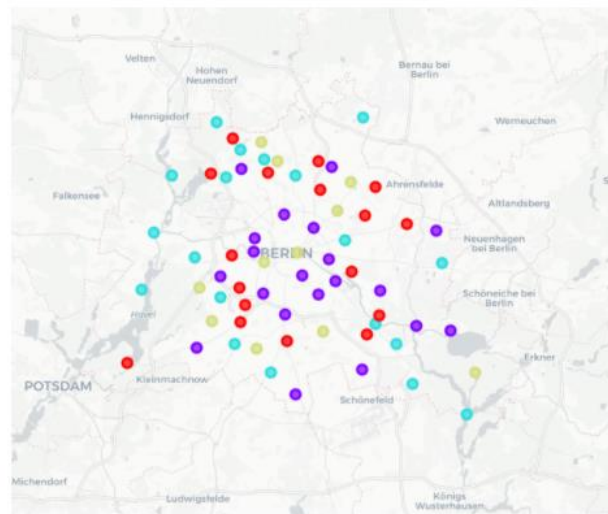 Velten
Bernau bei
Berlin
Hohen
Neuendorf
Hennigsdorf
Werneuchen
Ahrensfelde
Falkensee
Altlandsberg
Neuenhagen
bei Berlin
BERLIN
Schöneiche bei
Berlin
Havel
Erkner
Kleinmachnow
POTSDAM
Schönefeld
Michendorf
Ludwigsfelde
Königs
Wusterhausen